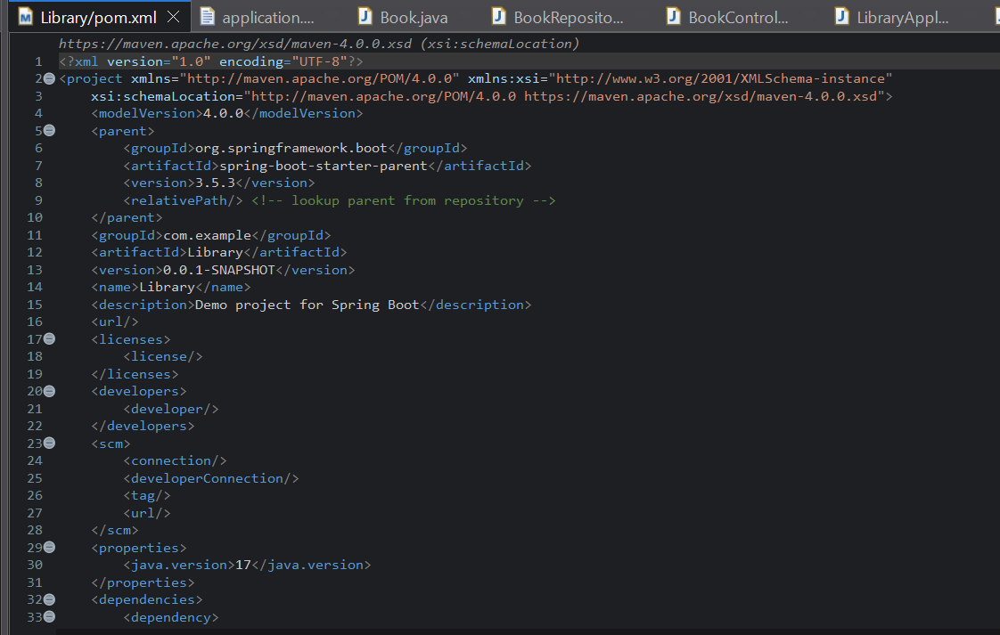 Library/pom.xml application.... Book.java BookReposito... BookControl... LibraryAppl...
https://maven.apache.org/xsd/maven-4.0.0.xsd (xsi:schemaLocation)
1 <?xml version="1.0" encoding="UTF-8"?>
2 <project xmlns="http://maven.apache.org/POM/4.0.0" xmlns:xsi="http://www.w3.org/2001/XMLSchema-instance"
3 xsi:schemaLocation="http://maven.apache.org/POM/4.0.0 https://maven.apache.org/xsd/maven-4.0.0.xsd">
4 <modelVersion>4.0.0</modelVersion>
5 <parent>
6 <groupId>org.springframework.boot</groupId>
7 <artifactId>spring-boot-starter-parent</artifactId>
8 <version>3.5.3</version>
9 <relativePath/> <!-- lookup parent from repository -->
10 </parent>
11 <groupId>com.example</groupId>
12 <artifactId>Library</artifactId>
13 <version>0.0.1-SNAPSHOT</version>
14 <name>Library</name>
15 <description>Demo project for Spring Boot</description>
16 <url/>
17 <licenses>
18 <license/>
19 </licenses>
20 <developers>
21 <developer/>
22 </developers>
23 <scm>
24 <connection/>
25 <developerConnection/>
26 <tag/>
27 <url/>
28 </scm>
29 <properties>
30 <java.version>17</java.version>
31 </properties>
32 <dependencies>
33 <dependency>